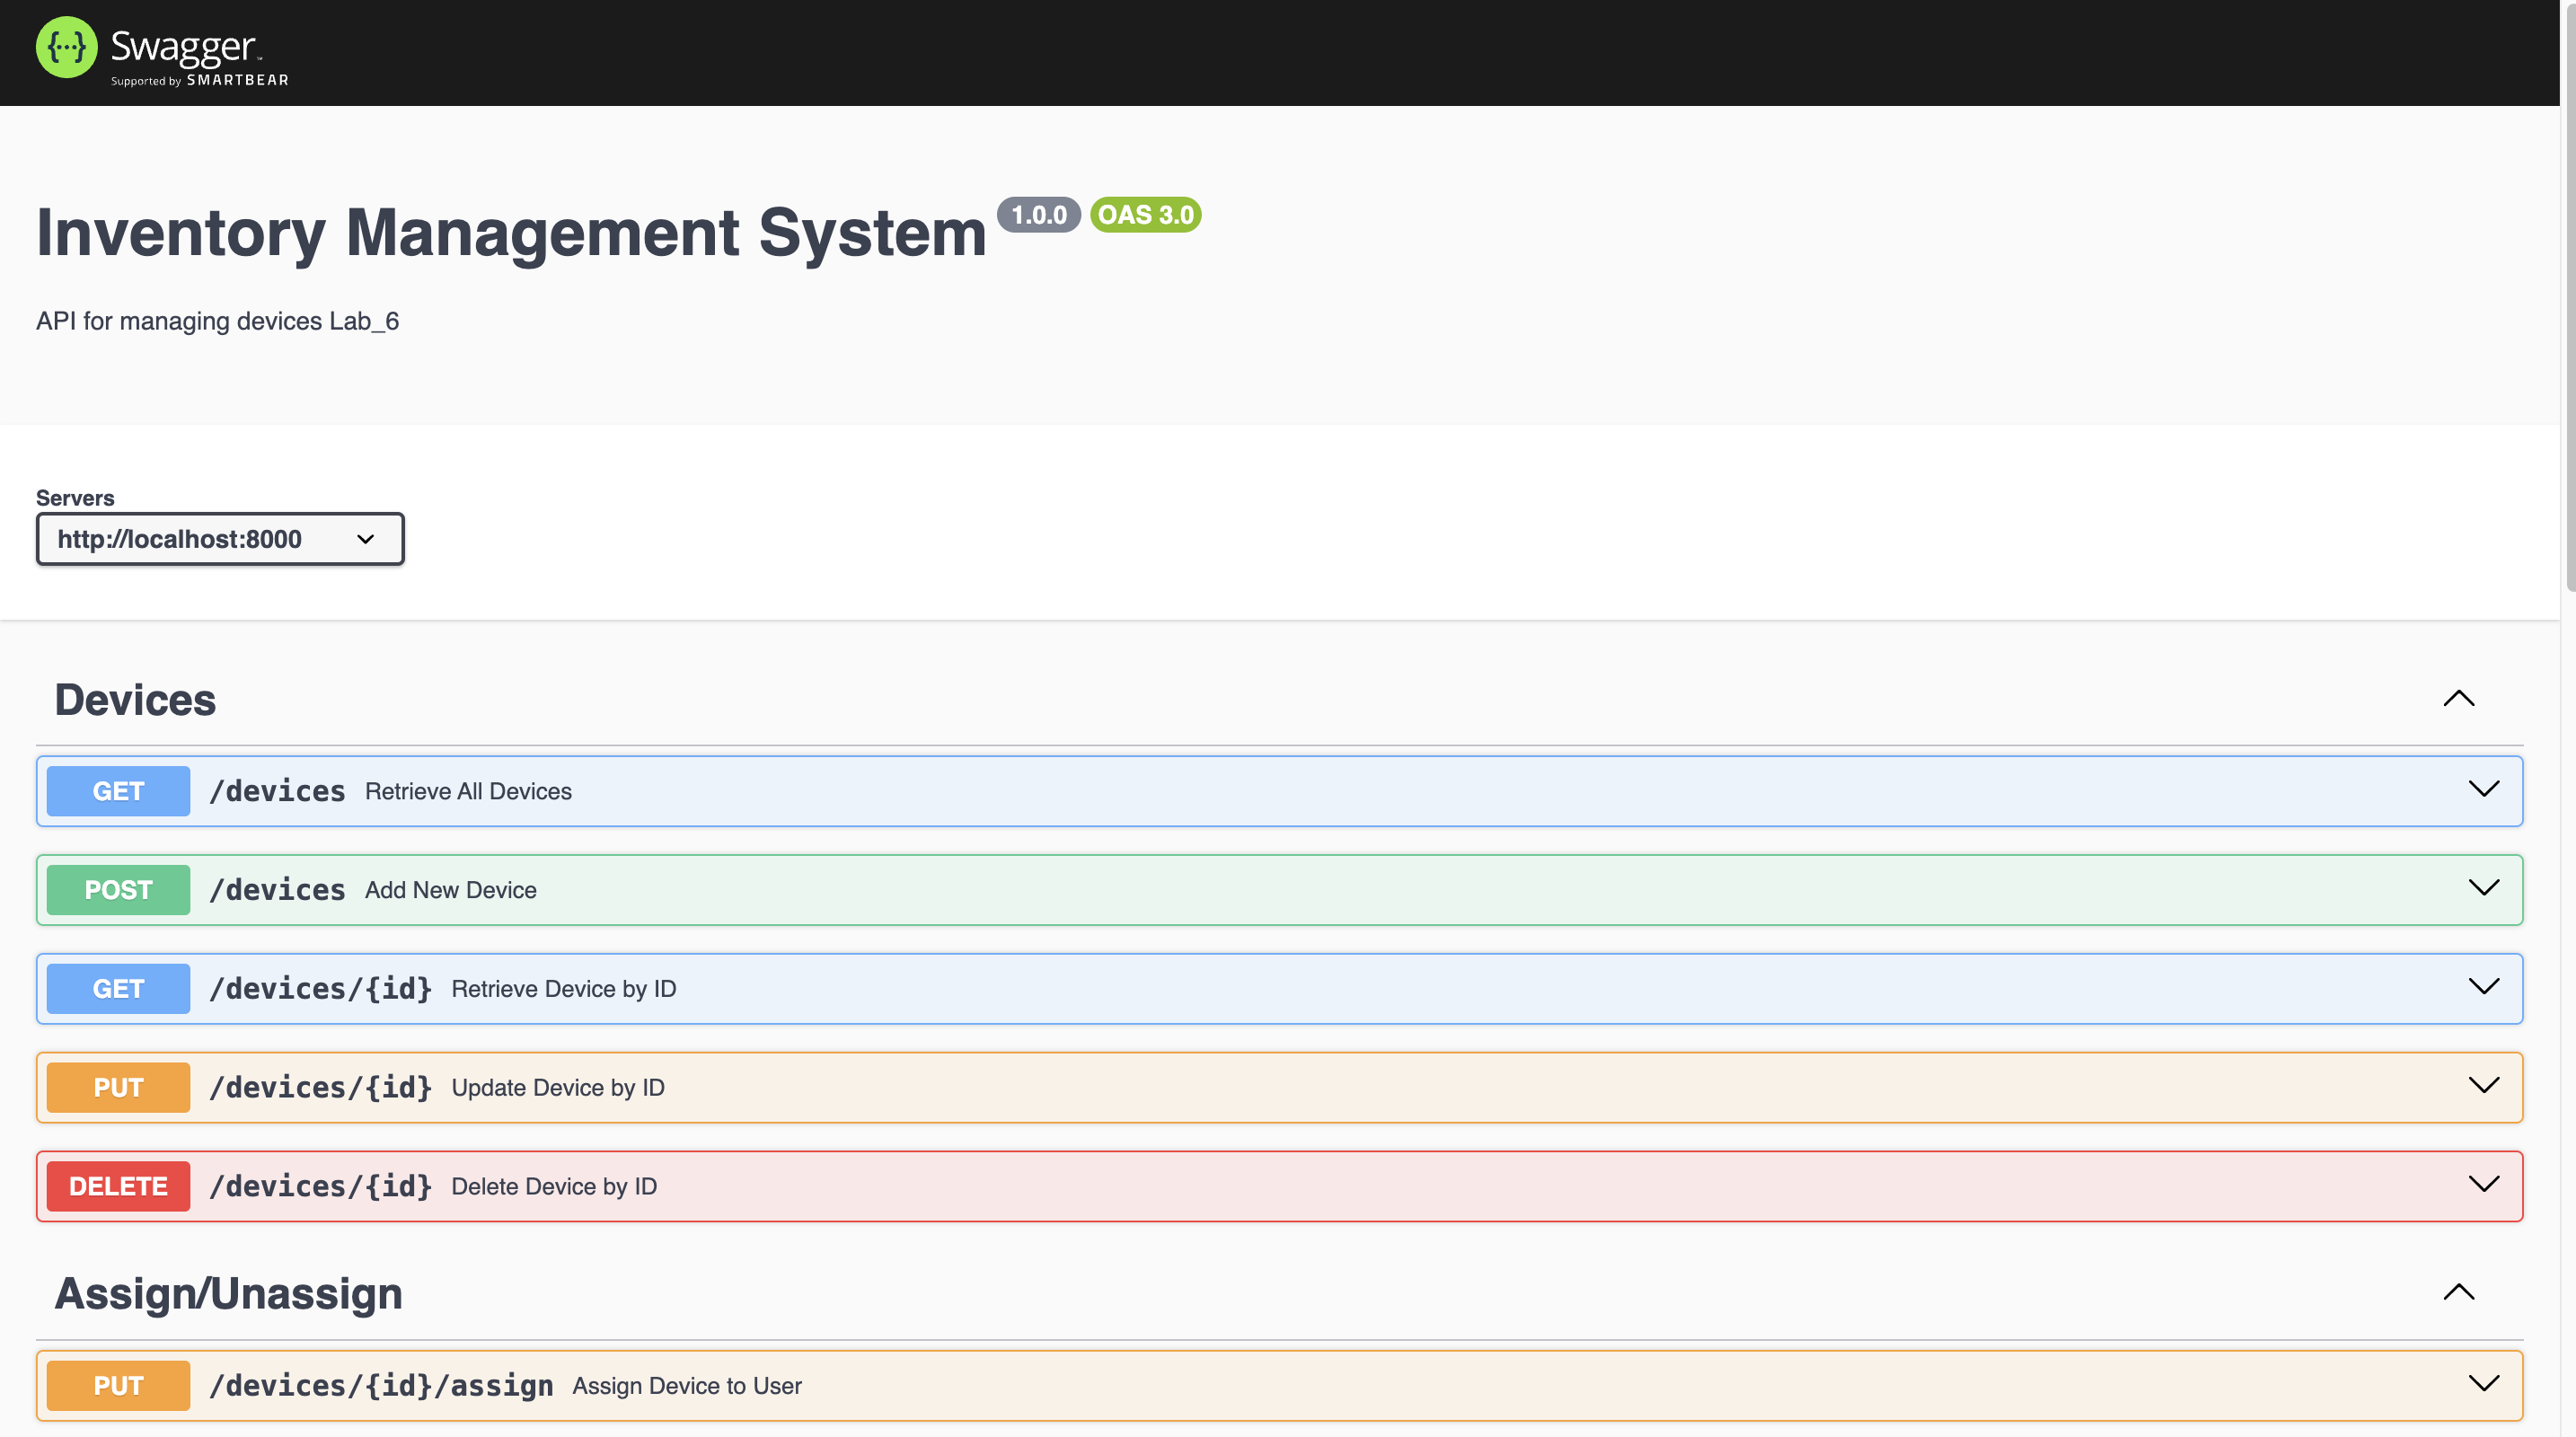 {···} Swagger™
Supported by SMARTBEAR
Inventory Management System 1.0.0 OAS 3.0
API for managing devices Lab_6
Servers
http://localhost:8000
Devices
GET /devices Retrieve All Devices
POST /devices Add New Device
GET /devices/{id} Retrieve Device by ID
PUT /devices/{id} Update Device by ID
DELETE /devices/{id} Delete Device by ID
Assign/Unassign
PUT /devices/{id}/assign Assign Device to User